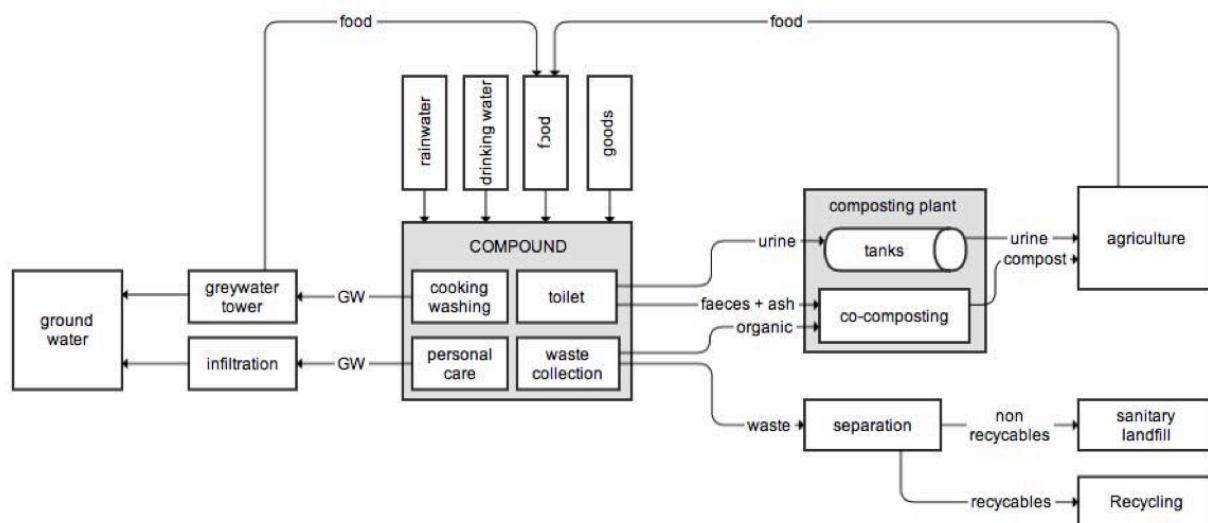 food
food
rainwater
drinking water
food
goods
COMPOUND
cooking
washing
toilet
personal
care
waste
collection
GW
GW
greywater
tower
infiltration
ground
water
urine
faeces + ash
organic
waste
composting plant
tanks
co-composting
urine
compost
agriculture
separation
non
recycables
sanitary
landfill
recycables
Recycling